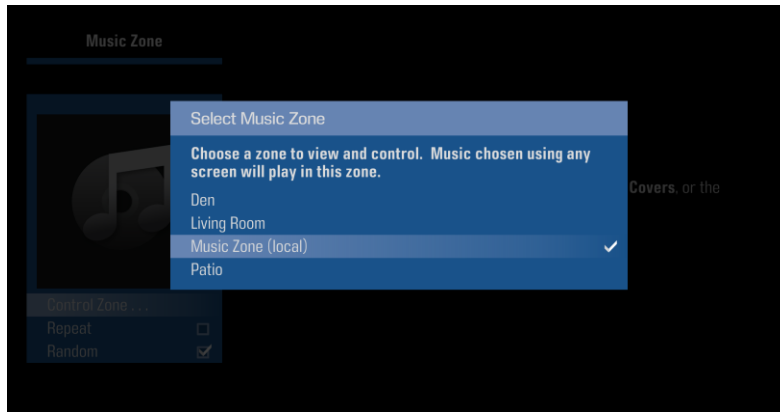 Music Zone
Select Music Zone
Choose a zone to view and control. Music chosen using any
screen will play in this zone.
Den
Living Room
Music Zone (local)
Patio
Covers, or the
Control Zone . . .
Repeat
Random